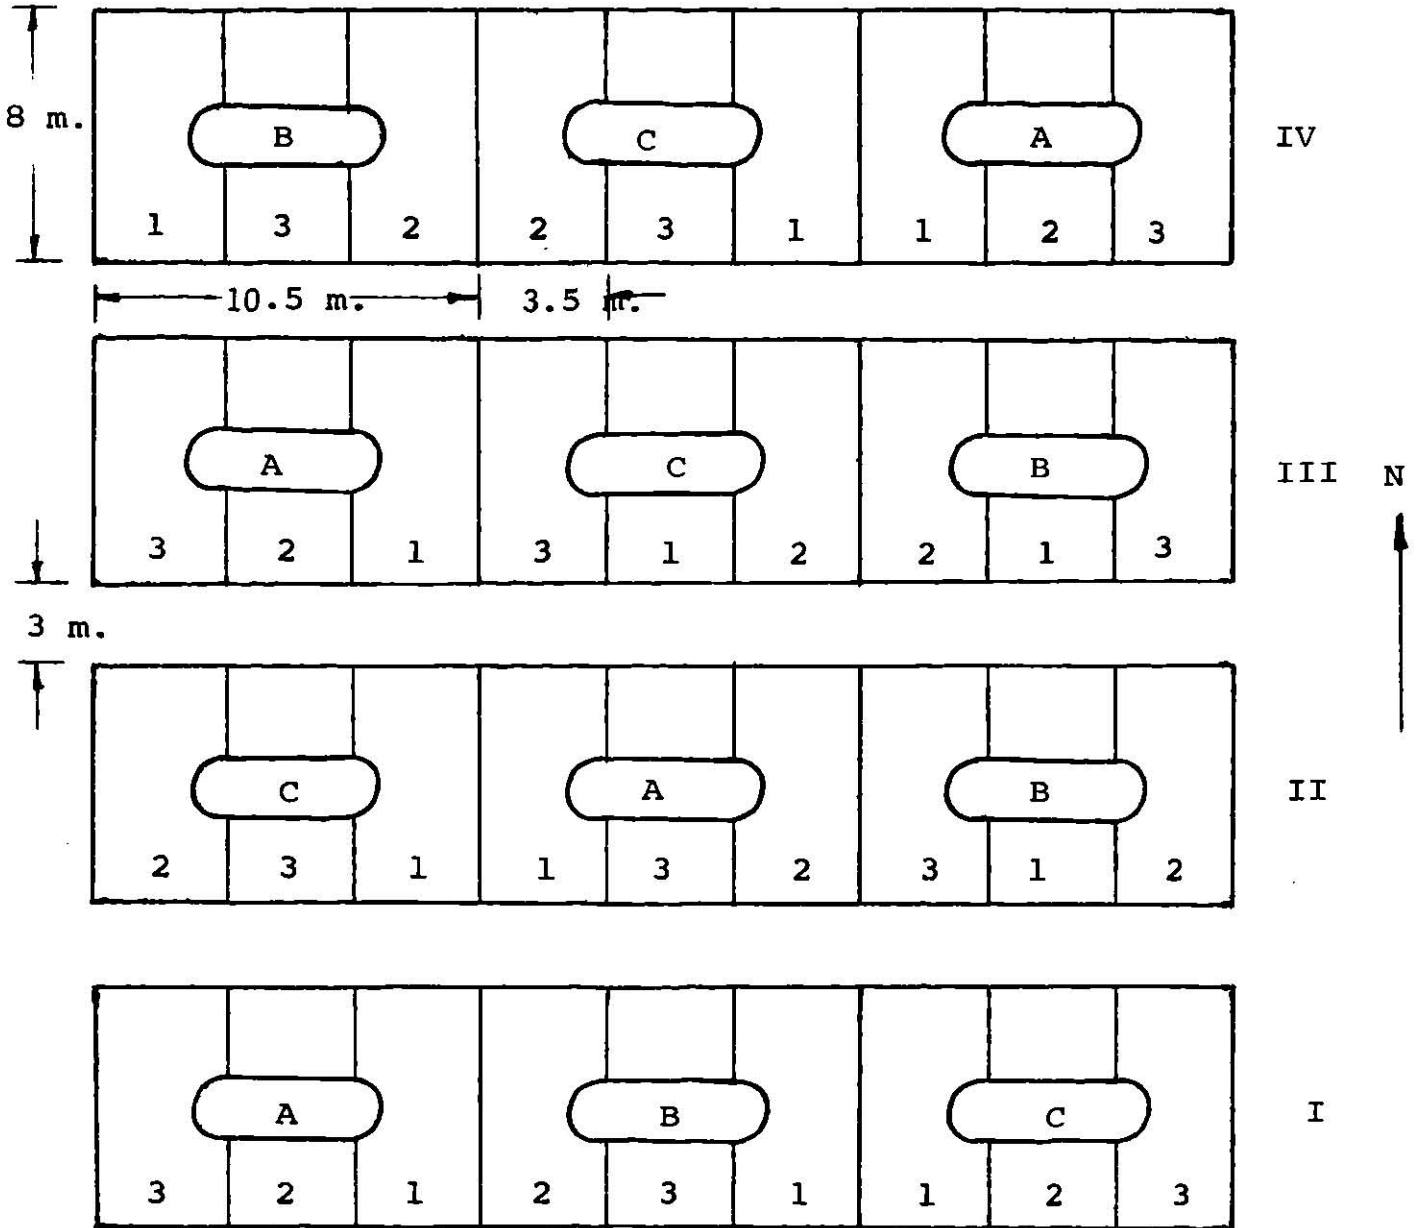 8 m.
B C A IV
1 3 2 2 3 1 1 2 3
10.5 m. 3.5 m.
A C B III N
3 2 1 3 1 2 2 1 3
3 m.
C A B II
2 3 1 1 3 2 3 1 2
A B C I
3 2 1 2 3 1 1 2 3